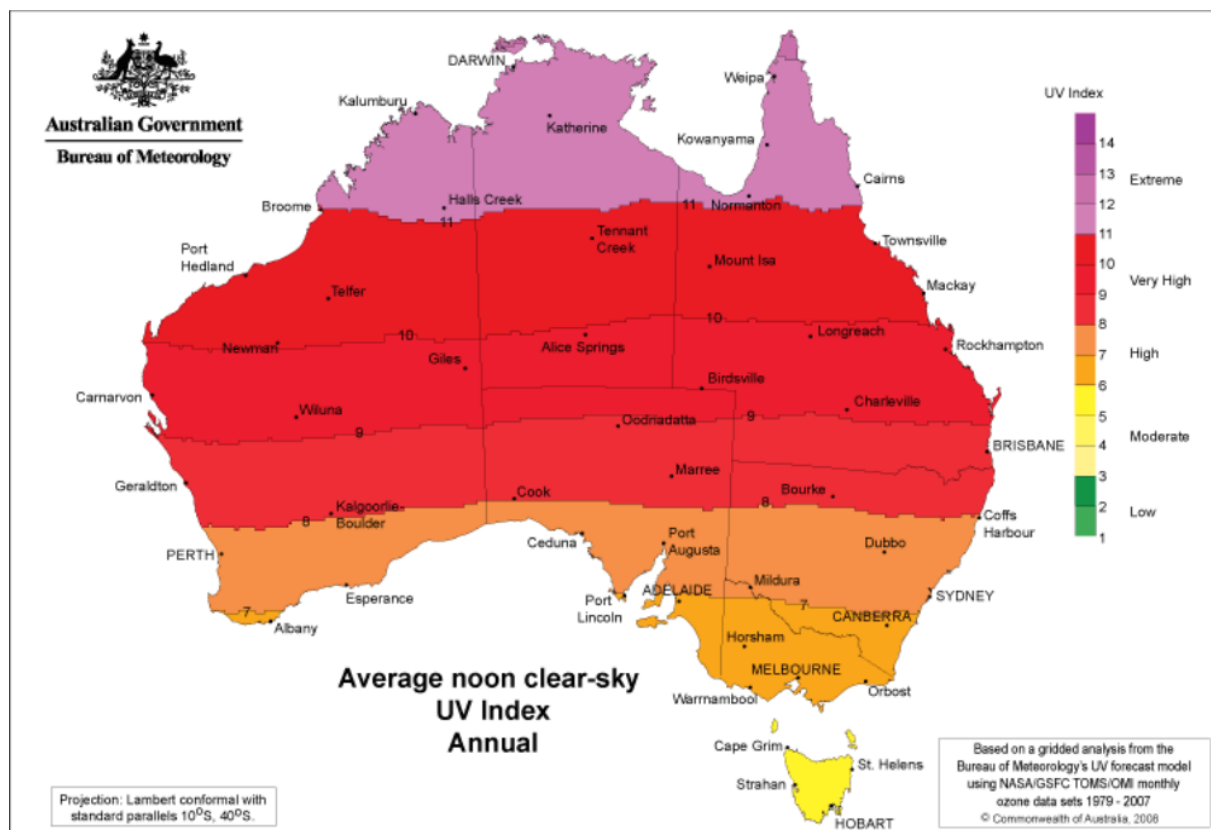 Australian Government
Bureau of Meteorology
DARWIN
Weipa
Kalumburu
UV Index
Katherine
Kowanyama
14
13
Extreme
12
11
10
Very High
9
8
High
7
6
5
Moderate
4
3
2
Low
1
Cairns
Halls Creek
Normanton
Broome
11
11
Tennant
Creek
Townsville
Port
Hedland
Mount Isa
Telfer
Mackay
10
10
Newman
Longreach
Alice Springs
Rockhampton
Giles
Birdsville
Carnarvon
Charleville
Wiluna
9
9
Oodnadatta
BRISBANE
Marree
Geraldton
Bourke
Cook
Kalgoorlie-
Boulder
8
8
Coffs
Harbour
Ceduna
Port
Augusta
Dubbo
PERTH
Mildura
Esperance
ADELAIDE
SYDNEY
Port
Lincoln
7
7
CANBERRA
Albany
Horsham
MELBOURNE
Warrnambool
Orbost
Average noon clear-sky
UV Index
Annual
Cape Grim
St. Helens
Strahan
HOBART
Projection: Lambert conformal with
standard parallels 10°S, 40°S.
Based on a gridded analysis from the
Bureau of Meteorology's UV forecast model
using NASA/GSFC TOMS/OMI monthly
ozone data sets 1979 - 2007
© Commonwealth of Australia, 2008